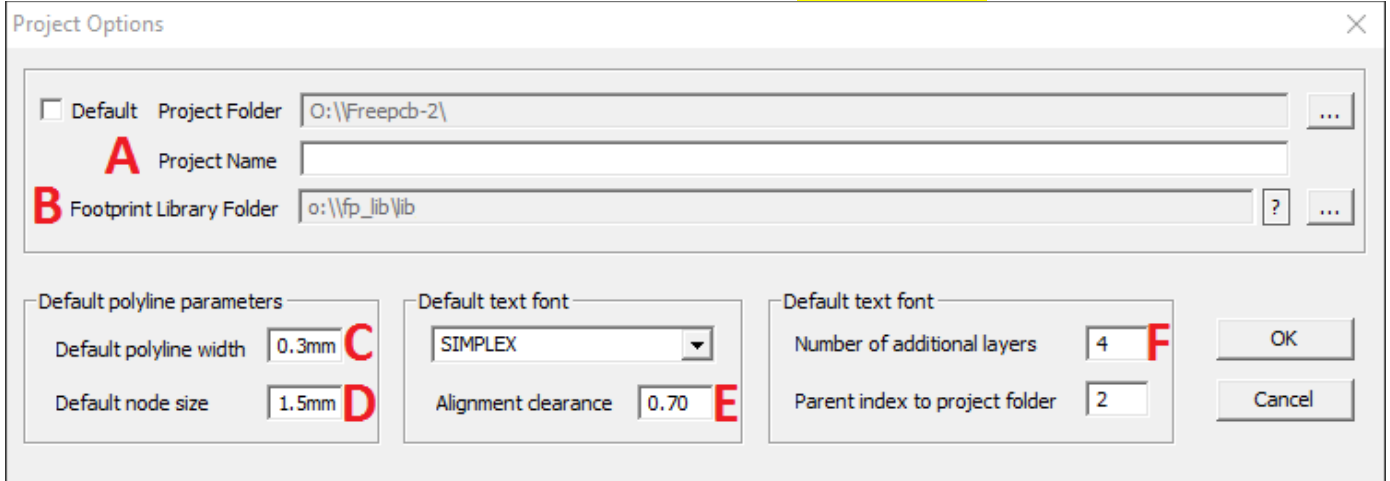 Project Options
Default Project Folder O:\\Freepcb-2\ ...
A Project Name
B Footprint Library Folder o:\\fp_lib\lib ? ...
Default polyline parameters
Default polyline width 0.3mm C
Default node size 1.5mm D
Default text font
SIMPLEX
Alignment clearance 0.70 E
Default text font
Number of additional layers 4 F
Parent index to project folder 2
OK
Cancel